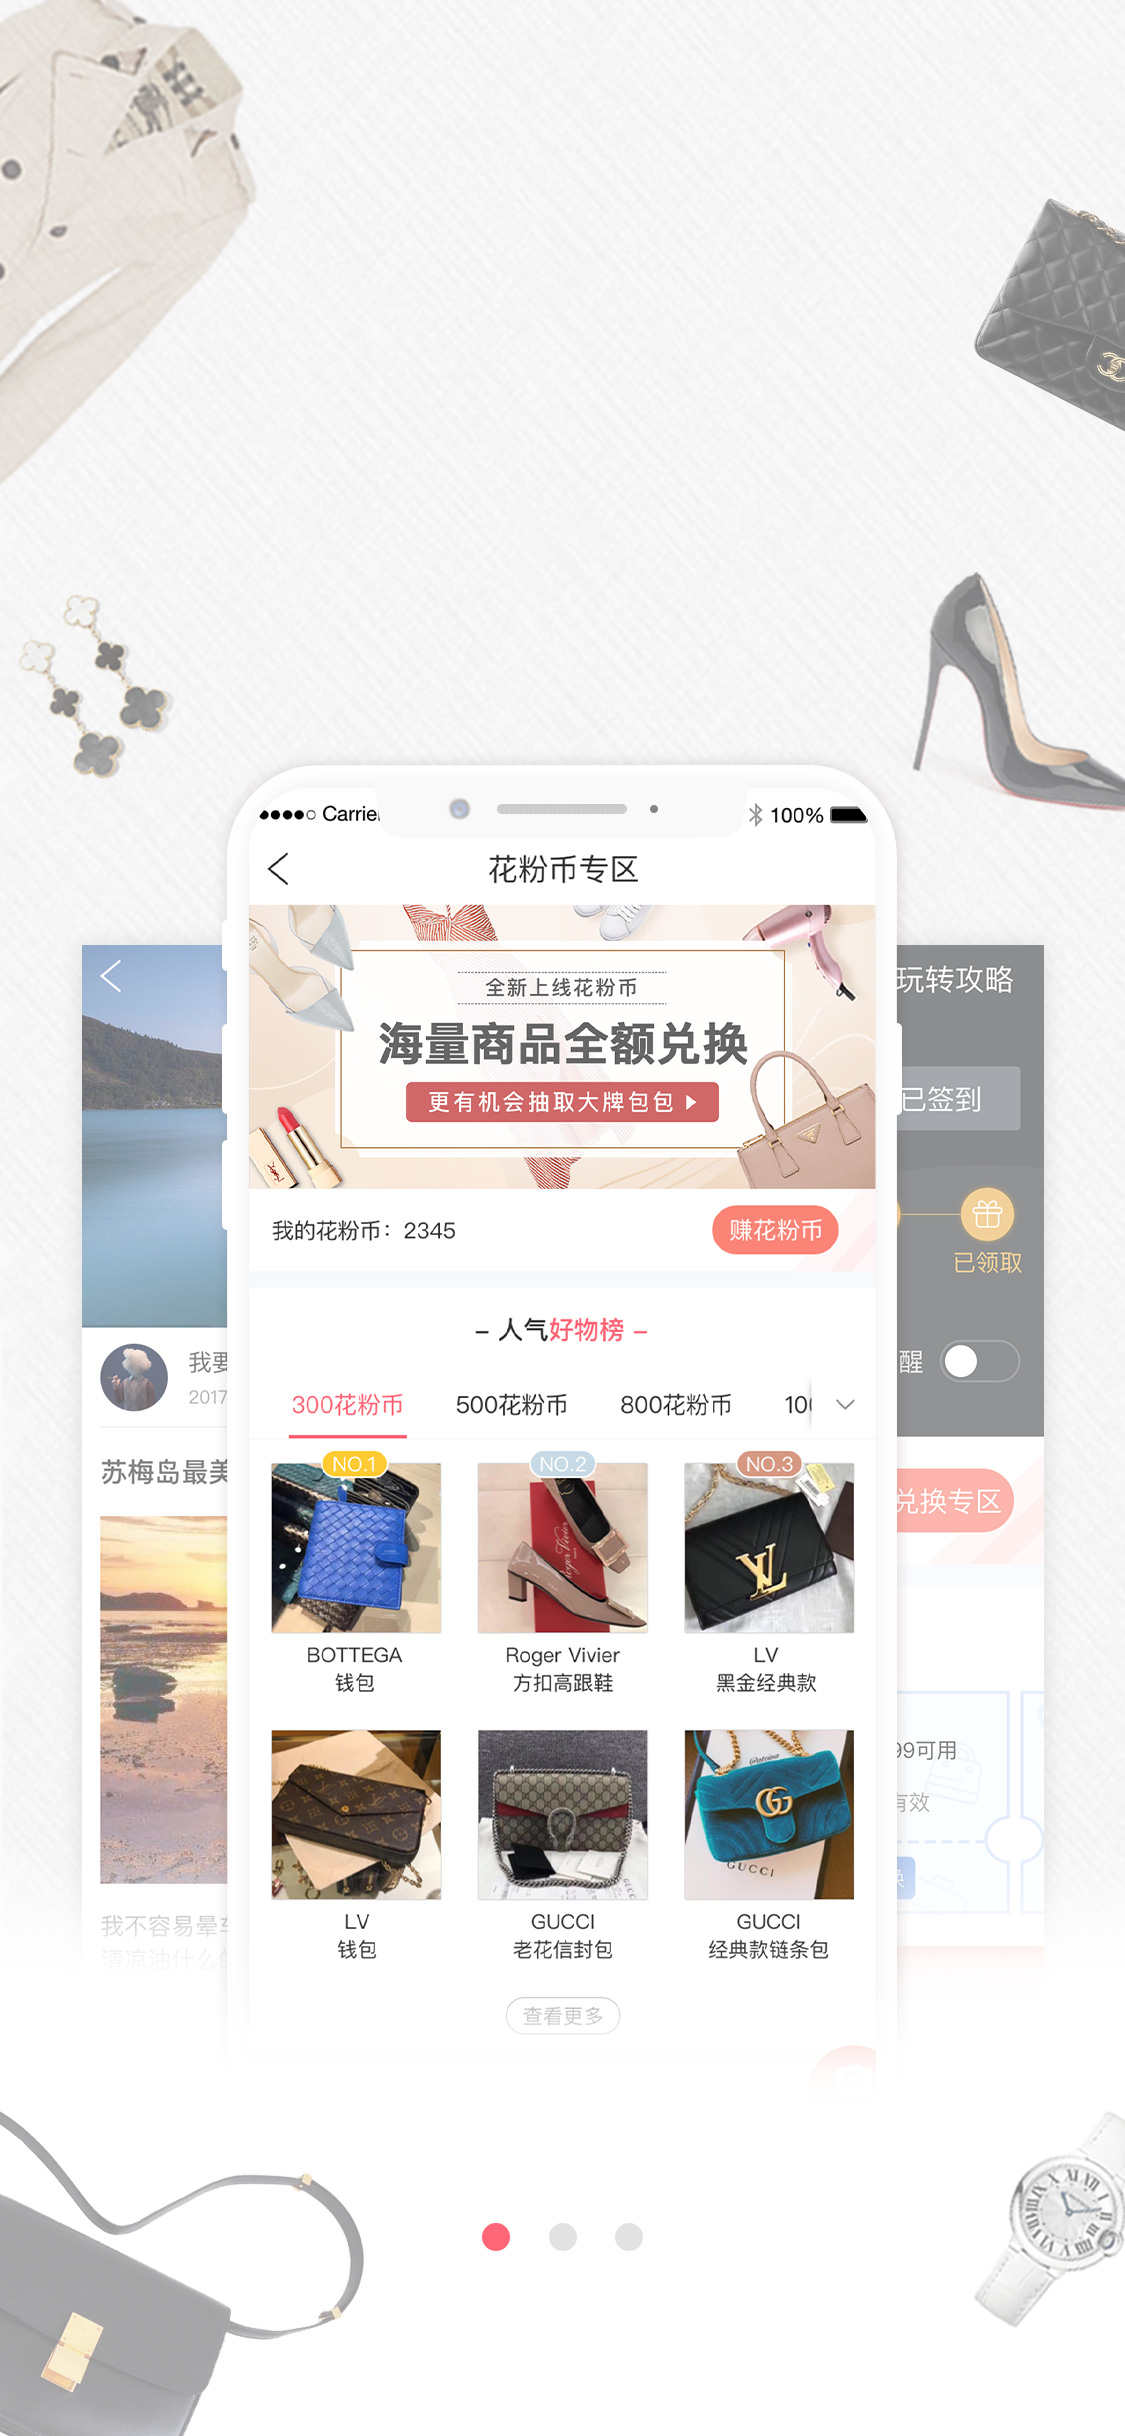 Carrier
100%
花粉币专区
全新上线花粉币
海量商品全额兑换
更有机会抽取大牌包包
我的花粉币：2345
赚花粉币
– 人气好物榜 –
300花粉币
500花粉币
800花粉币
100
NO.1
NO.2
NO.3
BOTTEGA
钱包
Roger Vivier
方扣高跟鞋
LV
黑金经典款
LV
钱包
GUCCI
老花信封包
GUCCI
经典款链条包
查看更多
我要
2017
苏梅岛最美
我不容易晕车
清凉油什么的
玩转攻略
已签到
已领取
醒
兑换专区
99可用
有效
换
GUCCI